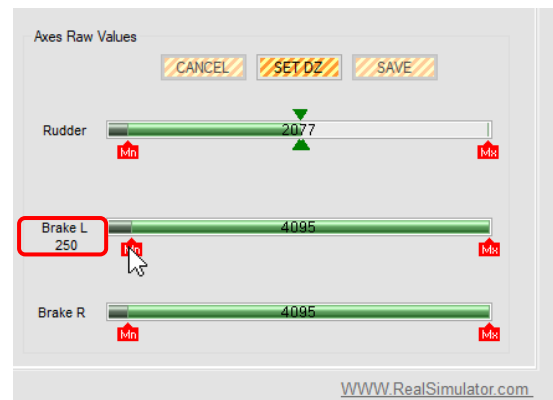 Axes Raw Values
CANCEL SET DZ SAVE
Rudder 2077
Mn Mx
Brake L 4095
250 Mn Mx
Brake R 4095
Mn Mx
WWW.RealSimulator.com